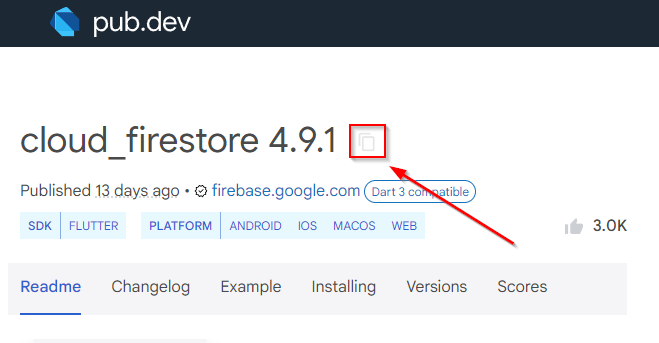 pub.dev
cloud_firestore 4.9.1
Published 13 days ago • firebase.google.com Dart 3 compatible
SDK FLUTTER PLATFORM ANDROID IOS MACOS WEB 3.0K
Readme Changelog Example Installing Versions Scores